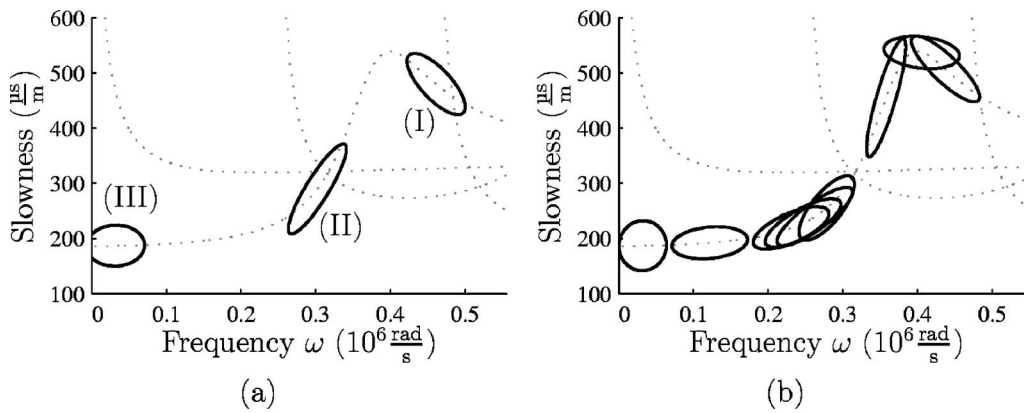 600
500
400
300
200
100
Slowness (μs/m)
(I)
(II)
(III)
0 0.1 0.2 0.3 0.4 0.5
Frequency ω (10⁶ rad/s)
(a)
600
500
400
300
200
100
Slowness (μs/m)
0 0.1 0.2 0.3 0.4 0.5
Frequency ω (10⁶ rad/s)
(b)